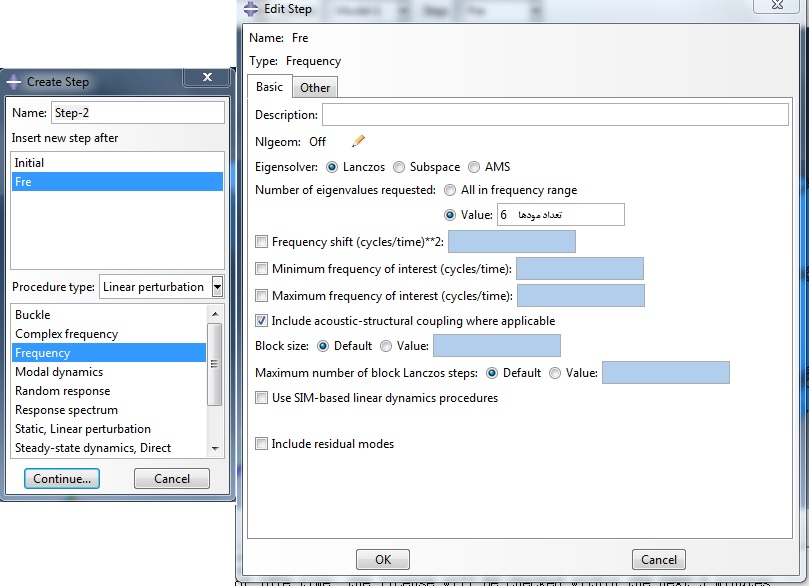 Create Step
Name: Step-2
Insert new step after
Initial
Fre
Procedure type: Linear perturbation
Buckle
Complex frequency
Frequency
Modal dynamics
Random response
Response spectrum
Static, Linear perturbation
Steady-state dynamics, Direct
Continue...
Cancel
Edit Step
Name: Fre
Type: Frequency
Basic
Other
Description:
Nlgeom: Off
Eigensolver: Lanczos Subspace AMS
Number of eigenvalues requested: All in frequency range
Value: 6 تعداد مودها
Frequency shift (cycles/time)**2:
Minimum frequency of interest (cycles/time):
Maximum frequency of interest (cycles/time):
Include acoustic-structural coupling where applicable
Block size: Default Value:
Maximum number of block Lanczos steps: Default Value:
Use SIM-based linear dynamics procedures
Include residual modes
OK
Cancel